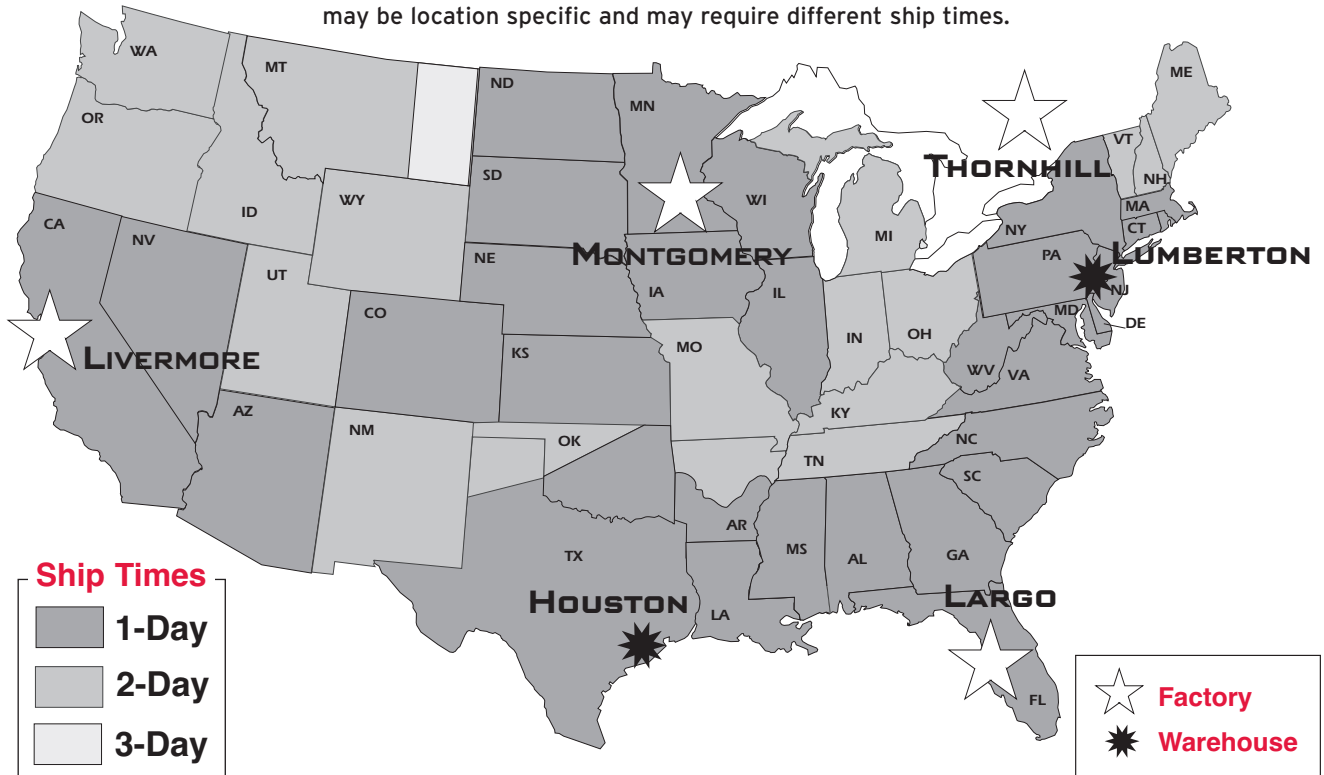 may be location specific and may require different ship times.
WA
MT
ND
MN
ME
OR
VT
THORNHILL
SD
NH
WY
WI
ID
MA
CA
NY
CT
NV
MI
NE
MONTGOMERY
PA
LUMBERTON
UT
IA
IL
NJ
CO
MD
DE
MO
IN
OH
LIVERMORE
KS
WV
VA
AZ
KY
NM
OK
NC
TN
SC
AR
TX
MS
AL
GA
HOUSTON
LARGO
LA
FL
Ship Times
1-Day
2-Day
3-Day
Factory
Warehouse